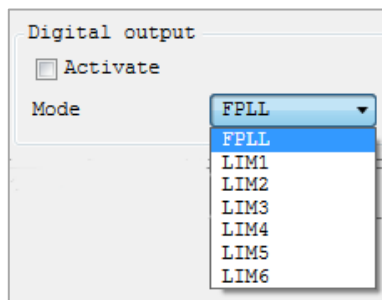 Digital output
Activate
Mode FPLL
FPLL
LIM1
LIM2
LIM3
LIM4
LIM5
LIM6